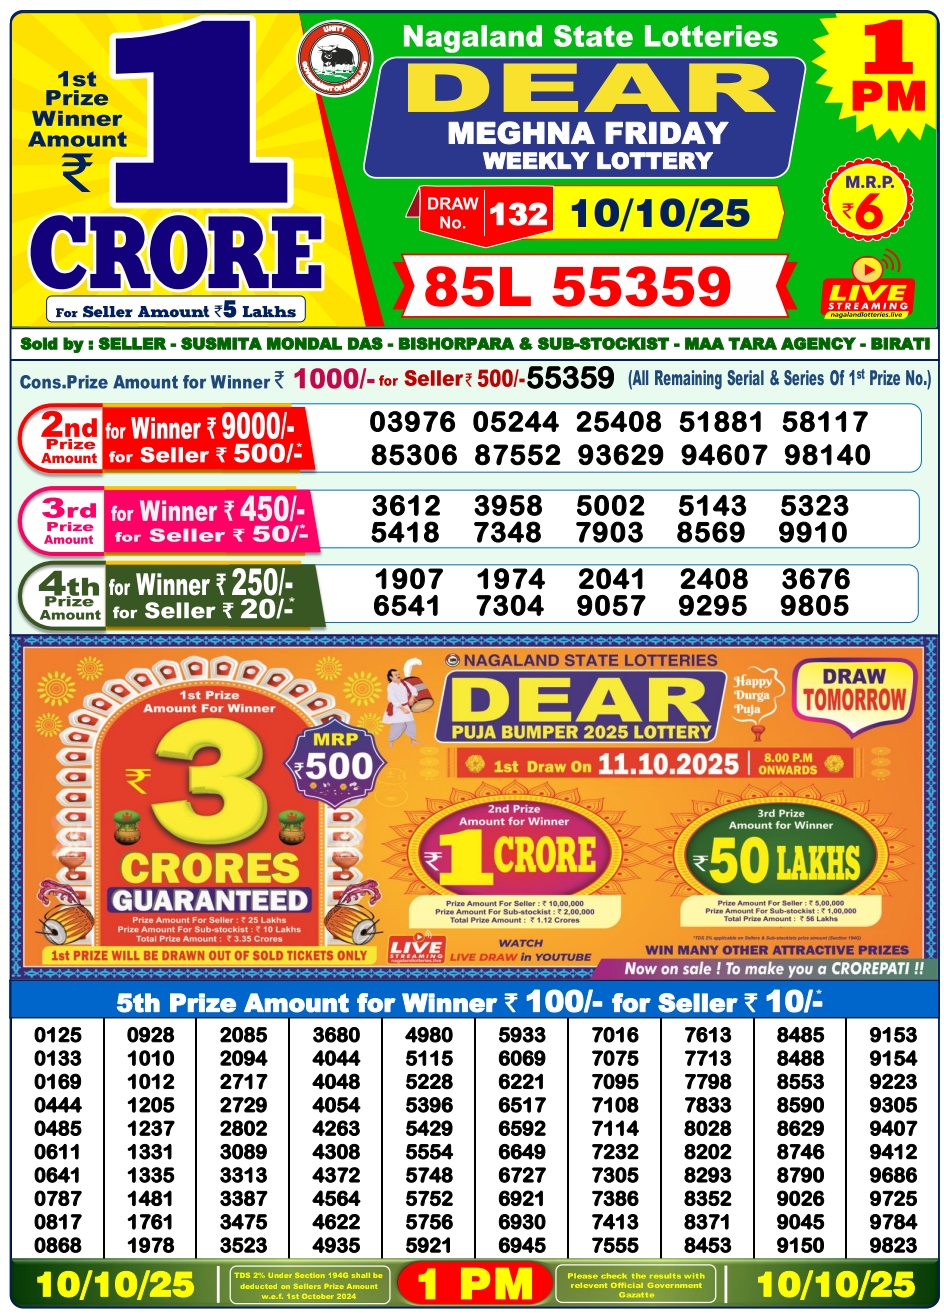 1st
Prize
Winner
Amount
₹
1
CRORE
For Seller Amount ₹5 Lakhs
UNITY
GOVERNMENT OF NAGALAND
Nagaland State Lotteries
DEAR
MEGHNA FRIDAY
WEEKLY LOTTERY
1
PM
DRAW
No. 132 10/10/25
M.R.P.
₹6
85L 55359
LIVE
STREAMING
nagalandlotteries.live
Sold by : SELLER - SUSMITA MONDAL DAS - BISHORPARA & SUB-STOCKIST - MAA TARA AGENCY - BIRATI
Cons.Prize Amount for Winner ₹ 1000/- for Seller ₹ 500/- 55359 (All Remaining Serial & Series Of 1st Prize No.)
2nd
Prize
Amount
for Winner ₹ 9000/-
for Seller ₹ 500/-*
03976 05244 25408 51881 58117
85306 87552 93629 94607 98140
3rd
Prize
Amount
for Winner ₹ 450/-
for Seller ₹ 50/-*
3612 3958 5002 5143 5323
5418 7348 7903 8569 9910
4th
Prize
Amount
for Winner ₹ 250/-
for Seller ₹ 20/-*
1907 1974 2041 2408 3676
6541 7304 9057 9295 9805
1st Prize
Amount For Winner
₹ 3
CRORES
GUARANTEED
Prize Amount For Seller : ₹ 25 Lakhs
Prize Amount For Sub-stockist : ₹ 10 Lakhs
Total Prize Amount : ₹ 3.35 Crores
1st PRIZE WILL BE DRAWN OUT OF SOLD TICKETS ONLY
MRP
₹500
NAGALAND STATE LOTTERIES
DEAR
PUJA BUMPER 2025 LOTTERY
Happy
Durga
Puja
DRAW
TOMORROW
1st Draw On 11.10.2025 8.00 P.M
ONWARDS
2nd Prize
Amount for Winner
₹1 CRORE
Prize Amount for Seller : ₹ 10,00,000
Prize Amount for Sub-stockist : ₹ 2,00,000
Total Prize Amount : ₹ 1.12 Crores
3rd Prize
Amount for Winner
₹50 LAKHS
Prize Amount for Seller : ₹ 5,00,000
Prize Amount for Sub-stockist : ₹ 1,00,000
Total Prize Amount : ₹ 56 Lakhs
*TDS 2% applicable on Sellers & Sub-stockists prize amount (Section 194G)
LIVE
STREAMING
nagalandlotteries.live
WATCH
LIVE DRAW in YOUTUBE
WIN MANY OTHER ATTRACTIVE PRIZES
Now on sale ! To make you a CROREPATI !!
5th Prize Amount for Winner ₹ 100/- for Seller ₹ 10/-*
0125 0928 2085 3680 4980 5933 7016 7613 8485 9153
0133 1010 2094 4044 5115 6069 7075 7713 8488 9154
0169 1012 2717 4048 5228 6221 7095 7798 8553 9223
0444 1205 2729 4054 5396 6517 7108 7833 8590 9305
0485 1237 2802 4263 5429 6592 7114 8028 8629 9407
0611 1331 3089 4308 5554 6649 7232 8202 8746 9412
0641 1335 3313 4372 5748 6727 7305 8293 8790 9686
0787 1481 3387 4564 5752 6921 7386 8352 9026 9725
0817 1761 3475 4622 5756 6930 7413 8371 9045 9784
0868 1978 3523 4935 5921 6945 7555 8453 9150 9823
10/10/25
TDS 2% Under Section 194G shall be
deducted on Sellers Prize Amount
w.e.f. 1st October 2024
1 PM
Please check the results with
relevent Official Government
Gazatte
10/10/25